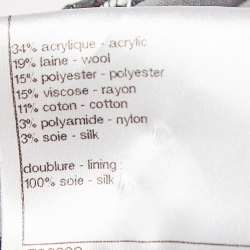 34% acrylique - acrylic
19% laine - wool
15% polyester - polyester
15% viscose - rayon
11% coton - cotton
3% polyamide - nylon
3% soie - silk
doublure - lining :
100% soie - silk